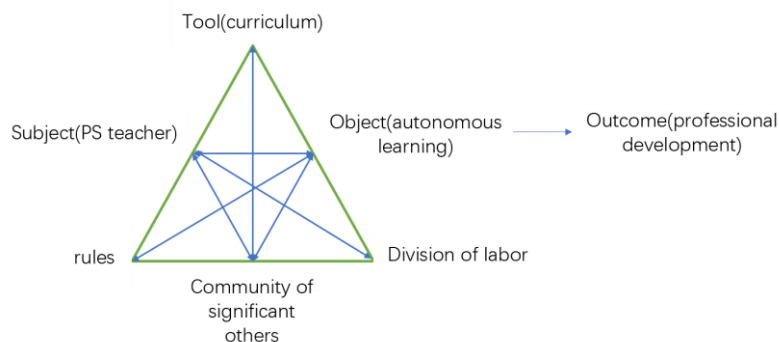 Tool(curriculum)
Subject(PS teacher)
Object(autonomous
learning)
Outcome(professional
development)
rules
Community of
significant
others
Division of labor